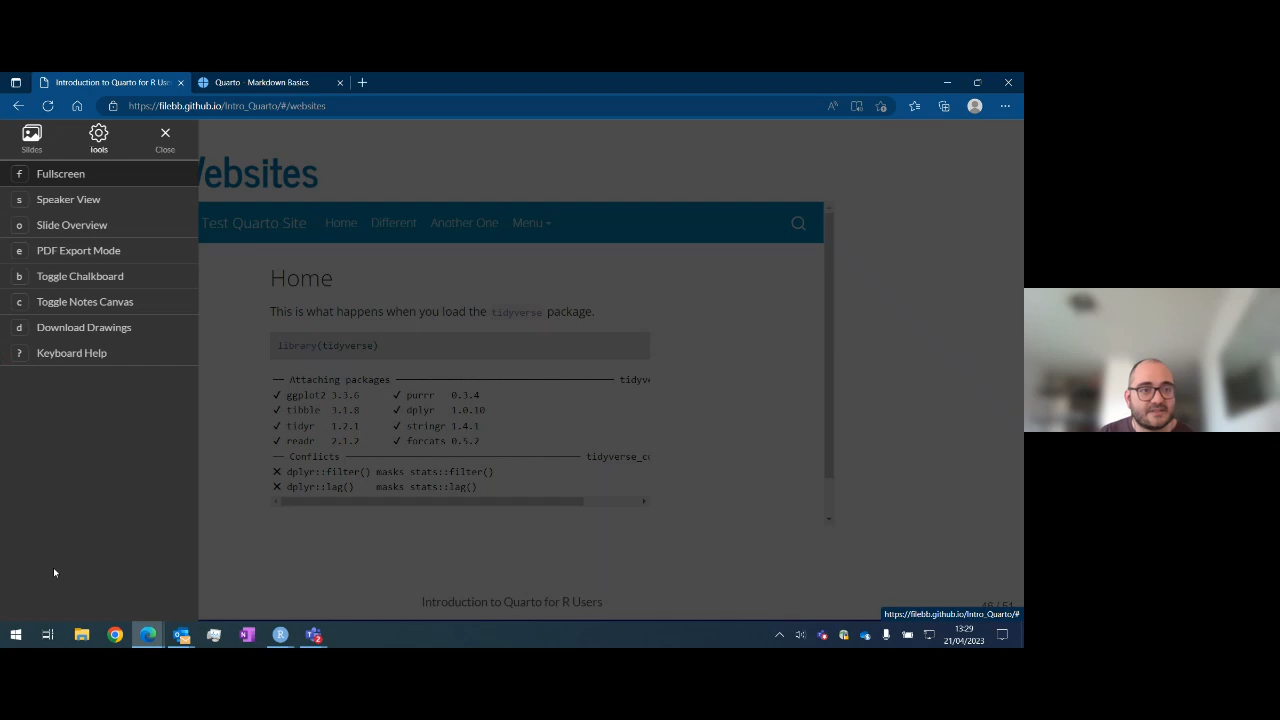 Introduction to Quarto for R Use
Quarto - Markdown Basics
https://filebb.github.io/Intro_Quarto/#/websites
Slides
Tools
Close
f Fullscreen
s Speaker View
o Slide Overview
e PDF Export Mode
b Toggle Chalkboard
c Toggle Notes Canvas
d Download Drawings
? Keyboard Help
Websites
Test Quarto Site Home Different Another One Menu
Home
This is what happens when you load the tidyverse package.
library(tidyverse)
── Attaching packages ──────────────── tidyv
✔ ggplot2 3.3.6 ✔ purrr 0.3.4
✔ tibble 3.1.8 ✔ dplyr 1.0.10
✔ tidyr 1.2.1 ✔ stringr 1.4.1
✔ readr 2.1.2 ✔ forcats 0.5.2
── Conflicts ──────────────── tidyverse_co
✖ dplyr::filter() masks stats::filter()
✖ dplyr::lag() masks stats::lag()
Introduction to Quarto for R Users
https://filebb.github.io/Intro_Quarto/#
13:29
21/04/2023